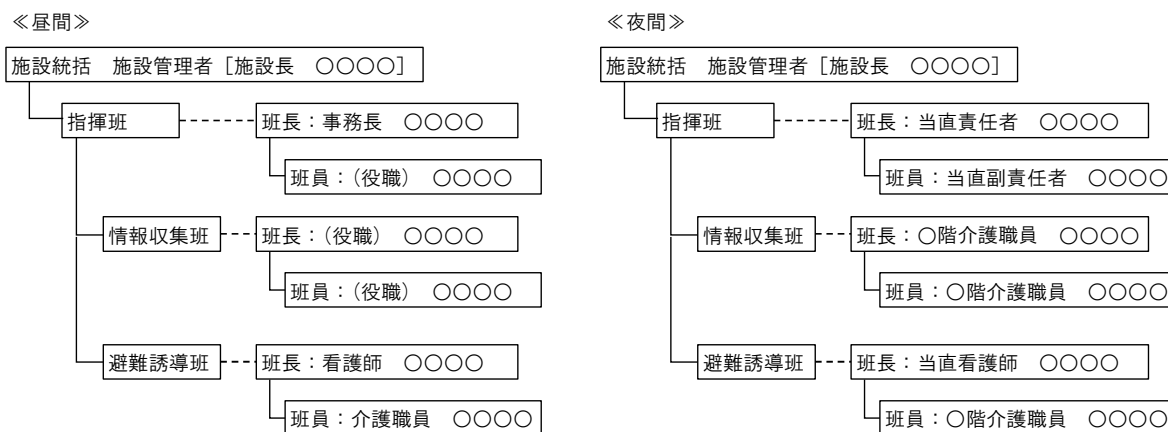 ≪昼間≫
施設統括　施設管理者［施設長　○○○○］
指揮班
班長：事務長　○○○○
班員：（役職）　○○○○
情報収集班
班長：（役職）　○○○○
班員：（役職）　○○○○
避難誘導班
班長：看護師　○○○○
班員：介護職員　○○○○
≪夜間≫
施設統括　施設管理者［施設長　○○○○］
指揮班
班長：当直責任者　○○○○
班員：当直副責任者　○○○○
情報収集班
班長：○階介護職員　○○○○
班員：○階介護職員　○○○○
避難誘導班
班長：当直看護師　○○○○
班員：○階介護職員　○○○○